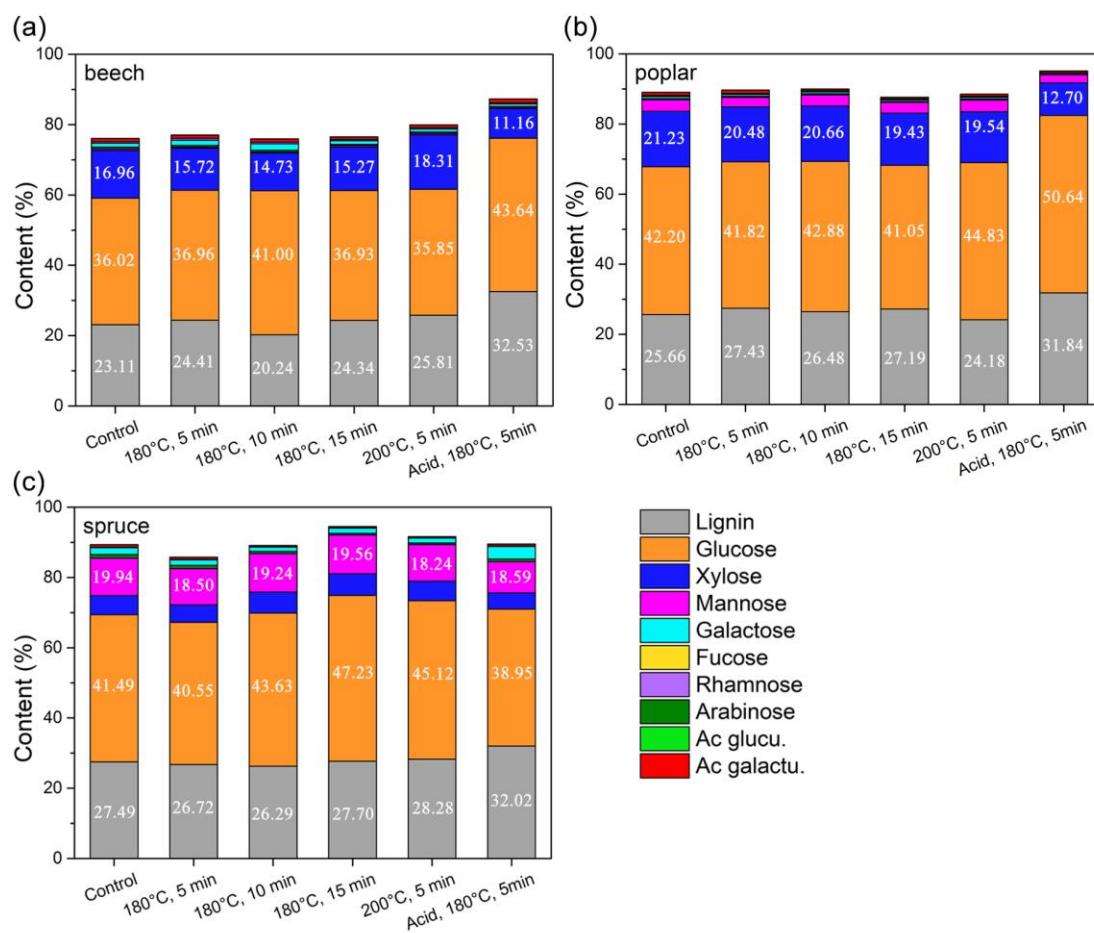 (a)
beech
Content (%)
100
80
60
40
20
0
16.96 15.72 14.73 15.27 18.31 11.16
36.02 36.96 41.00 36.93 35.85 43.64
23.11 24.41 20.24 24.34 25.81 32.53
Control
180°C, 5 min
180°C, 10 min
180°C, 15 min
200°C, 5 min
Acid, 180°C, 5min
(b)
poplar
Content (%)
100
80
60
40
20
0
21.23 20.48 20.66 19.43 19.54 12.70
42.20 41.82 42.88 41.05 44.83 50.64
25.66 27.43 26.48 27.19 24.18 31.84
Control
180°C, 5 min
180°C, 10 min
180°C, 15 min
200°C, 5 min
Acid, 180°C, 5min
(c)
spruce
Content (%)
100
80
60
40
20
0
19.94 18.50 19.24 19.56 18.24 18.59
41.49 40.55 43.63 47.23 45.12 38.95
27.49 26.72 26.29 27.70 28.28 32.02
Control
180°C, 5 min
180°C, 10 min
180°C, 15 min
200°C, 5 min
Acid, 180°C, 5min
Lignin
Glucose
Xylose
Mannose
Galactose
Fucose
Rhamnose
Arabinose
Ac glucu.
Ac galactu.